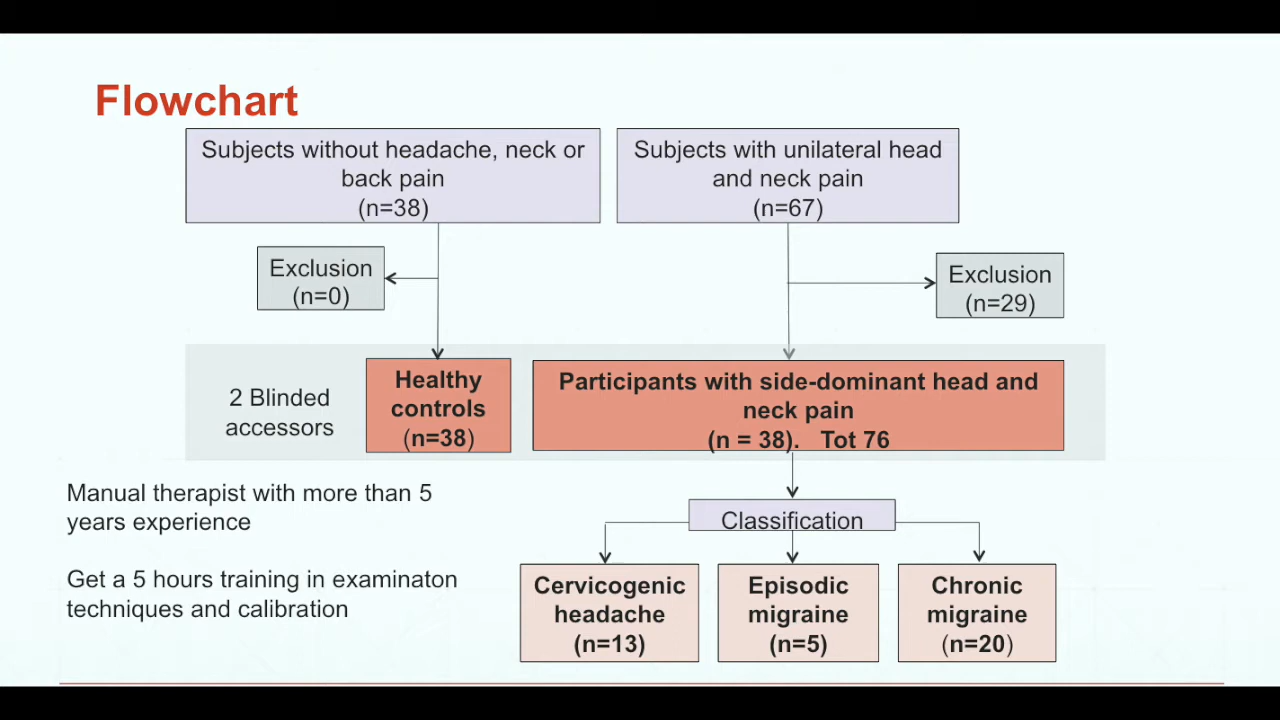 Flowchart
Subjects without headache, neck or
back pain
(n=38)
Subjects with unilateral head
and neck pain
(n=67)
Exclusion
(n=0)
Exclusion
(n=29)
2 Blinded
accessors
Healthy
controls
(n=38)
Participants with side-dominant head and
neck pain
(n = 38). Tot 76
Manual therapist with more than 5
years experience
Get a 5 hours training in examinaton
techniques and calibration
Classification
Cervicogenic
headache
(n=13)
Episodic
migraine
(n=5)
Chronic
migraine
(n=20)